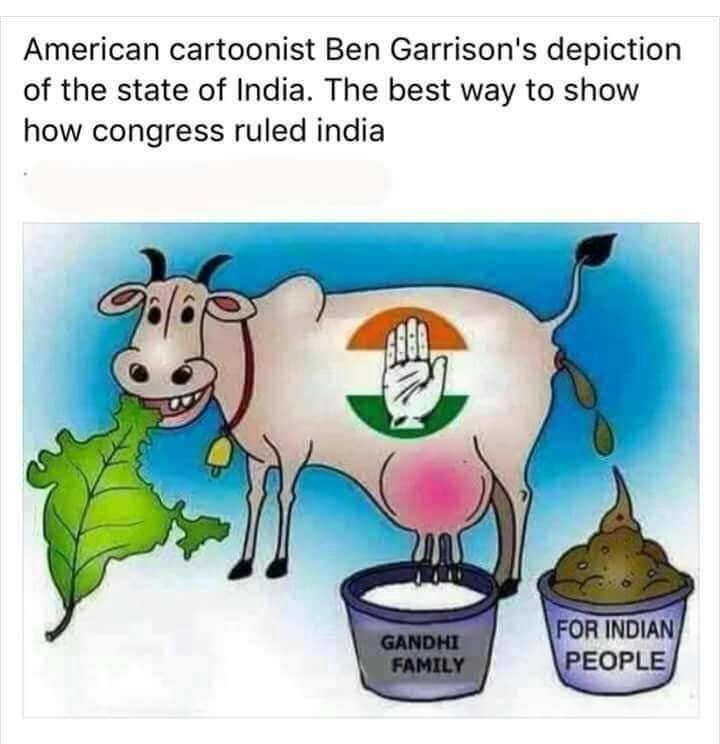 American cartoonist Ben Garrison's depiction
of the state of India. The best way to show
how congress ruled india
GANDHI
FAMILY
FOR INDIAN
PEOPLE